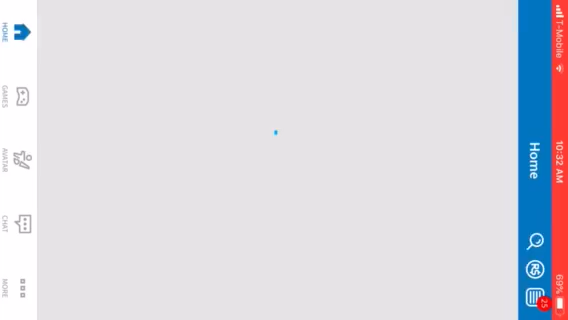 T-Mobile 10:32 AM 69%
Home R$ 25
HOME GAMES AVATAR CHAT MORE